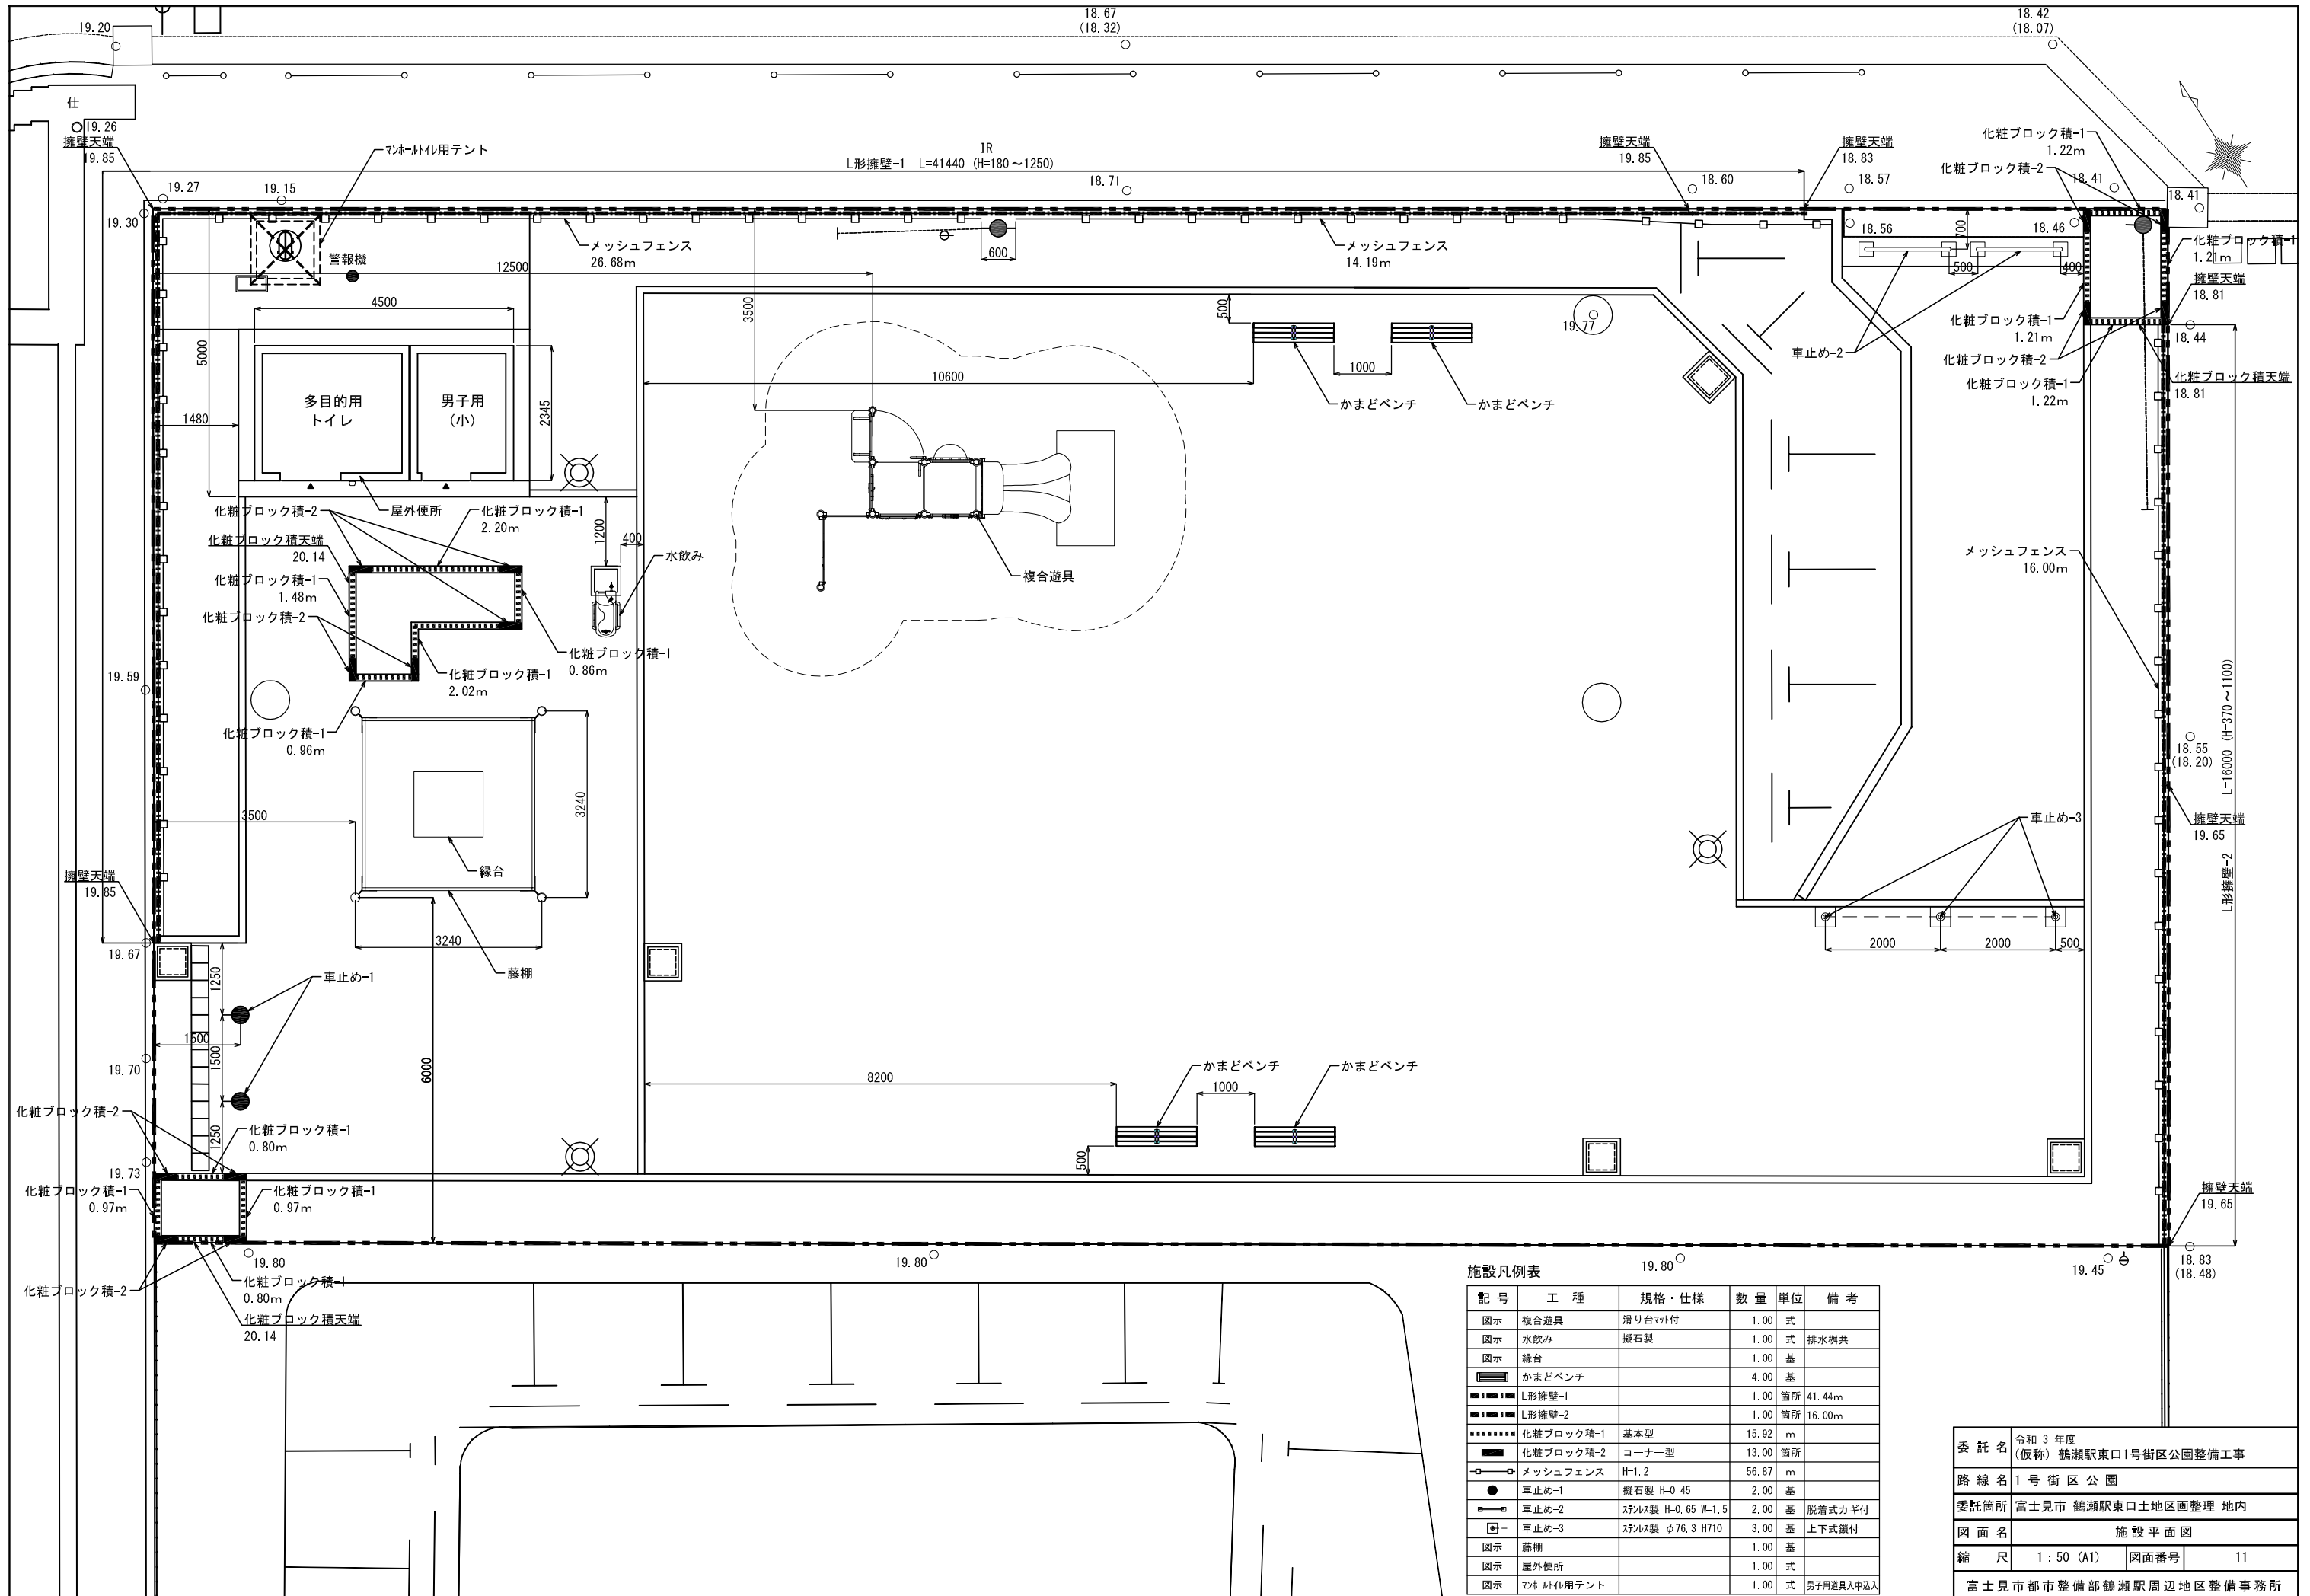 19.20
18.67
(18.32)
18.42
(18.07)
仕
19.26
擁壁天端
19.85
ﾏﾝﾎｰﾙﾄｲﾚ用テント
IR
L形擁壁-1 L=41440 (H=180～1250)
擁壁天端
19.85
擁壁天端
18.83
化粧ブロック積-1
1.22m
化粧ブロック積-2
19.27
19.15
18.71
18.60
18.57
18.41
18.41
19.30
18.56
18.46
700
メッシュフェンス
26.68m
メッシュフェンス
14.19m
600
警報機
12500
500
400
化粧ブロック積-1
1.21m
擁壁天端
18.81
4500
3500
500
19.77
化粧ブロック積-1
1.21m
18.44
車止め-2
化粧ブロック積-2
5000
10600
1000
化粧ブロック積天端
18.81
化粧ブロック積-1
1.22m
多目的用
トイレ
男子用
(小)
2345
かまどベンチ
かまどベンチ
1480
屋外便所
化粧ブロック積-2
化粧ブロック積-1
2.20m
1200
400
化粧ブロック積天端
20.14
水飲み
化粧ブロック積-1
1.48m
複合遊具
メッシュフェンス
16.00m
化粧ブロック積-2
化粧ブロック積-1
0.86m
化粧ブロック積-1
2.02m
19.59
化粧ブロック積-1
0.96m
18.55
(18.20)
L形擁壁-2 L=16000 (H=370～1100)
3500
3240
縁台
車止め-3
擁壁天端
19.65
擁壁天端
19.85
3240
藤棚
19.67
2000
2000
500
1250
車止め-1
1500
1500
19.70
6000
8200
かまどベンチ
かまどベンチ
1000
化粧ブロック積-2
1250
化粧ブロック積-1
0.80m
500
19.73
化粧ブロック積-1
0.97m
化粧ブロック積-1
0.97m
擁壁天端
19.65
19.80
19.80
19.80
19.45
18.83
(18.48)
化粧ブロック積-2
化粧ブロック積-1
0.80m
化粧ブロック積天端
20.14
施設凡例表
記号 工種 規格・仕様 数量 単位 備考
図示 複合遊具 滑り台ﾏｯﾄ付 1.00 式
図示 水飲み 擬石製 1.00 式 排水桝共
図示 縁台 1.00 基
かまどベンチ 4.00 基
L形擁壁-1 1.00 箇所 41.44m
L形擁壁-2 1.00 箇所 16.00m
化粧ブロック積-1 基本型 15.92 m
化粧ブロック積-2 コーナー型 13.00 箇所
メッシュフェンス H=1.2 56.87 m
車止め-1 擬石製 H=0.45 2.00 基
車止め-2 ｽﾃﾝﾚｽ製 H=0.65 W=1.5 2.00 基 脱着式カギ付
車止め-3 ｽﾃﾝﾚｽ製 φ76.3 H710 3.00 基 上下式鎖付
図示 藤棚 1.00 基
図示 屋外便所 1.00 式
図示 ﾏﾝﾎｰﾙﾄｲﾚ用テント 1.00 式 男子用道具入中込入
委託名 令和 3 年度
(仮称) 鶴瀬駅東口1号街区公園整備工事
路線名 1号街区公園
委託箇所 富士見市 鶴瀬駅東口土地区画整理 地内
図面名 施設平面図
縮尺 1:50 (A1) 図面番号 11
富士見市都市整備部鶴瀬駅周辺地区整備事務所